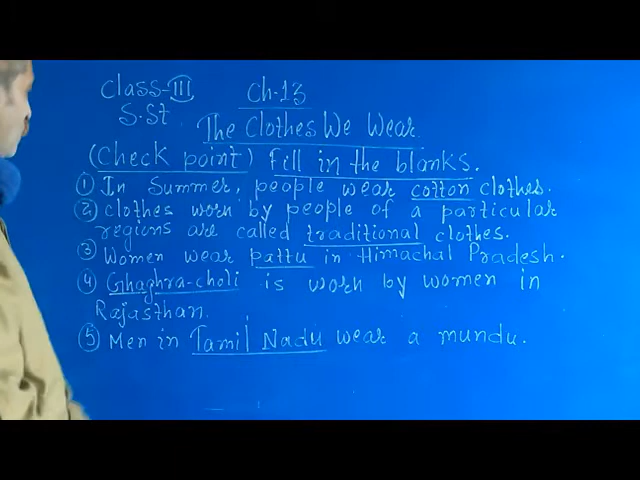 Class-III Ch-13
S.St.
The Clothes We Wear
(Check point) fill in the blanks.
① In Summer, people wear cotton clothes.
② clothes worn by people of a particular
regions are called traditional clothes.
③ Women wear pattu in Himachal Pradesh.
④ Ghaghra-choli is worn by women in
Rajasthan.
⑤ Men in Tamil Nadu wear a mundu.